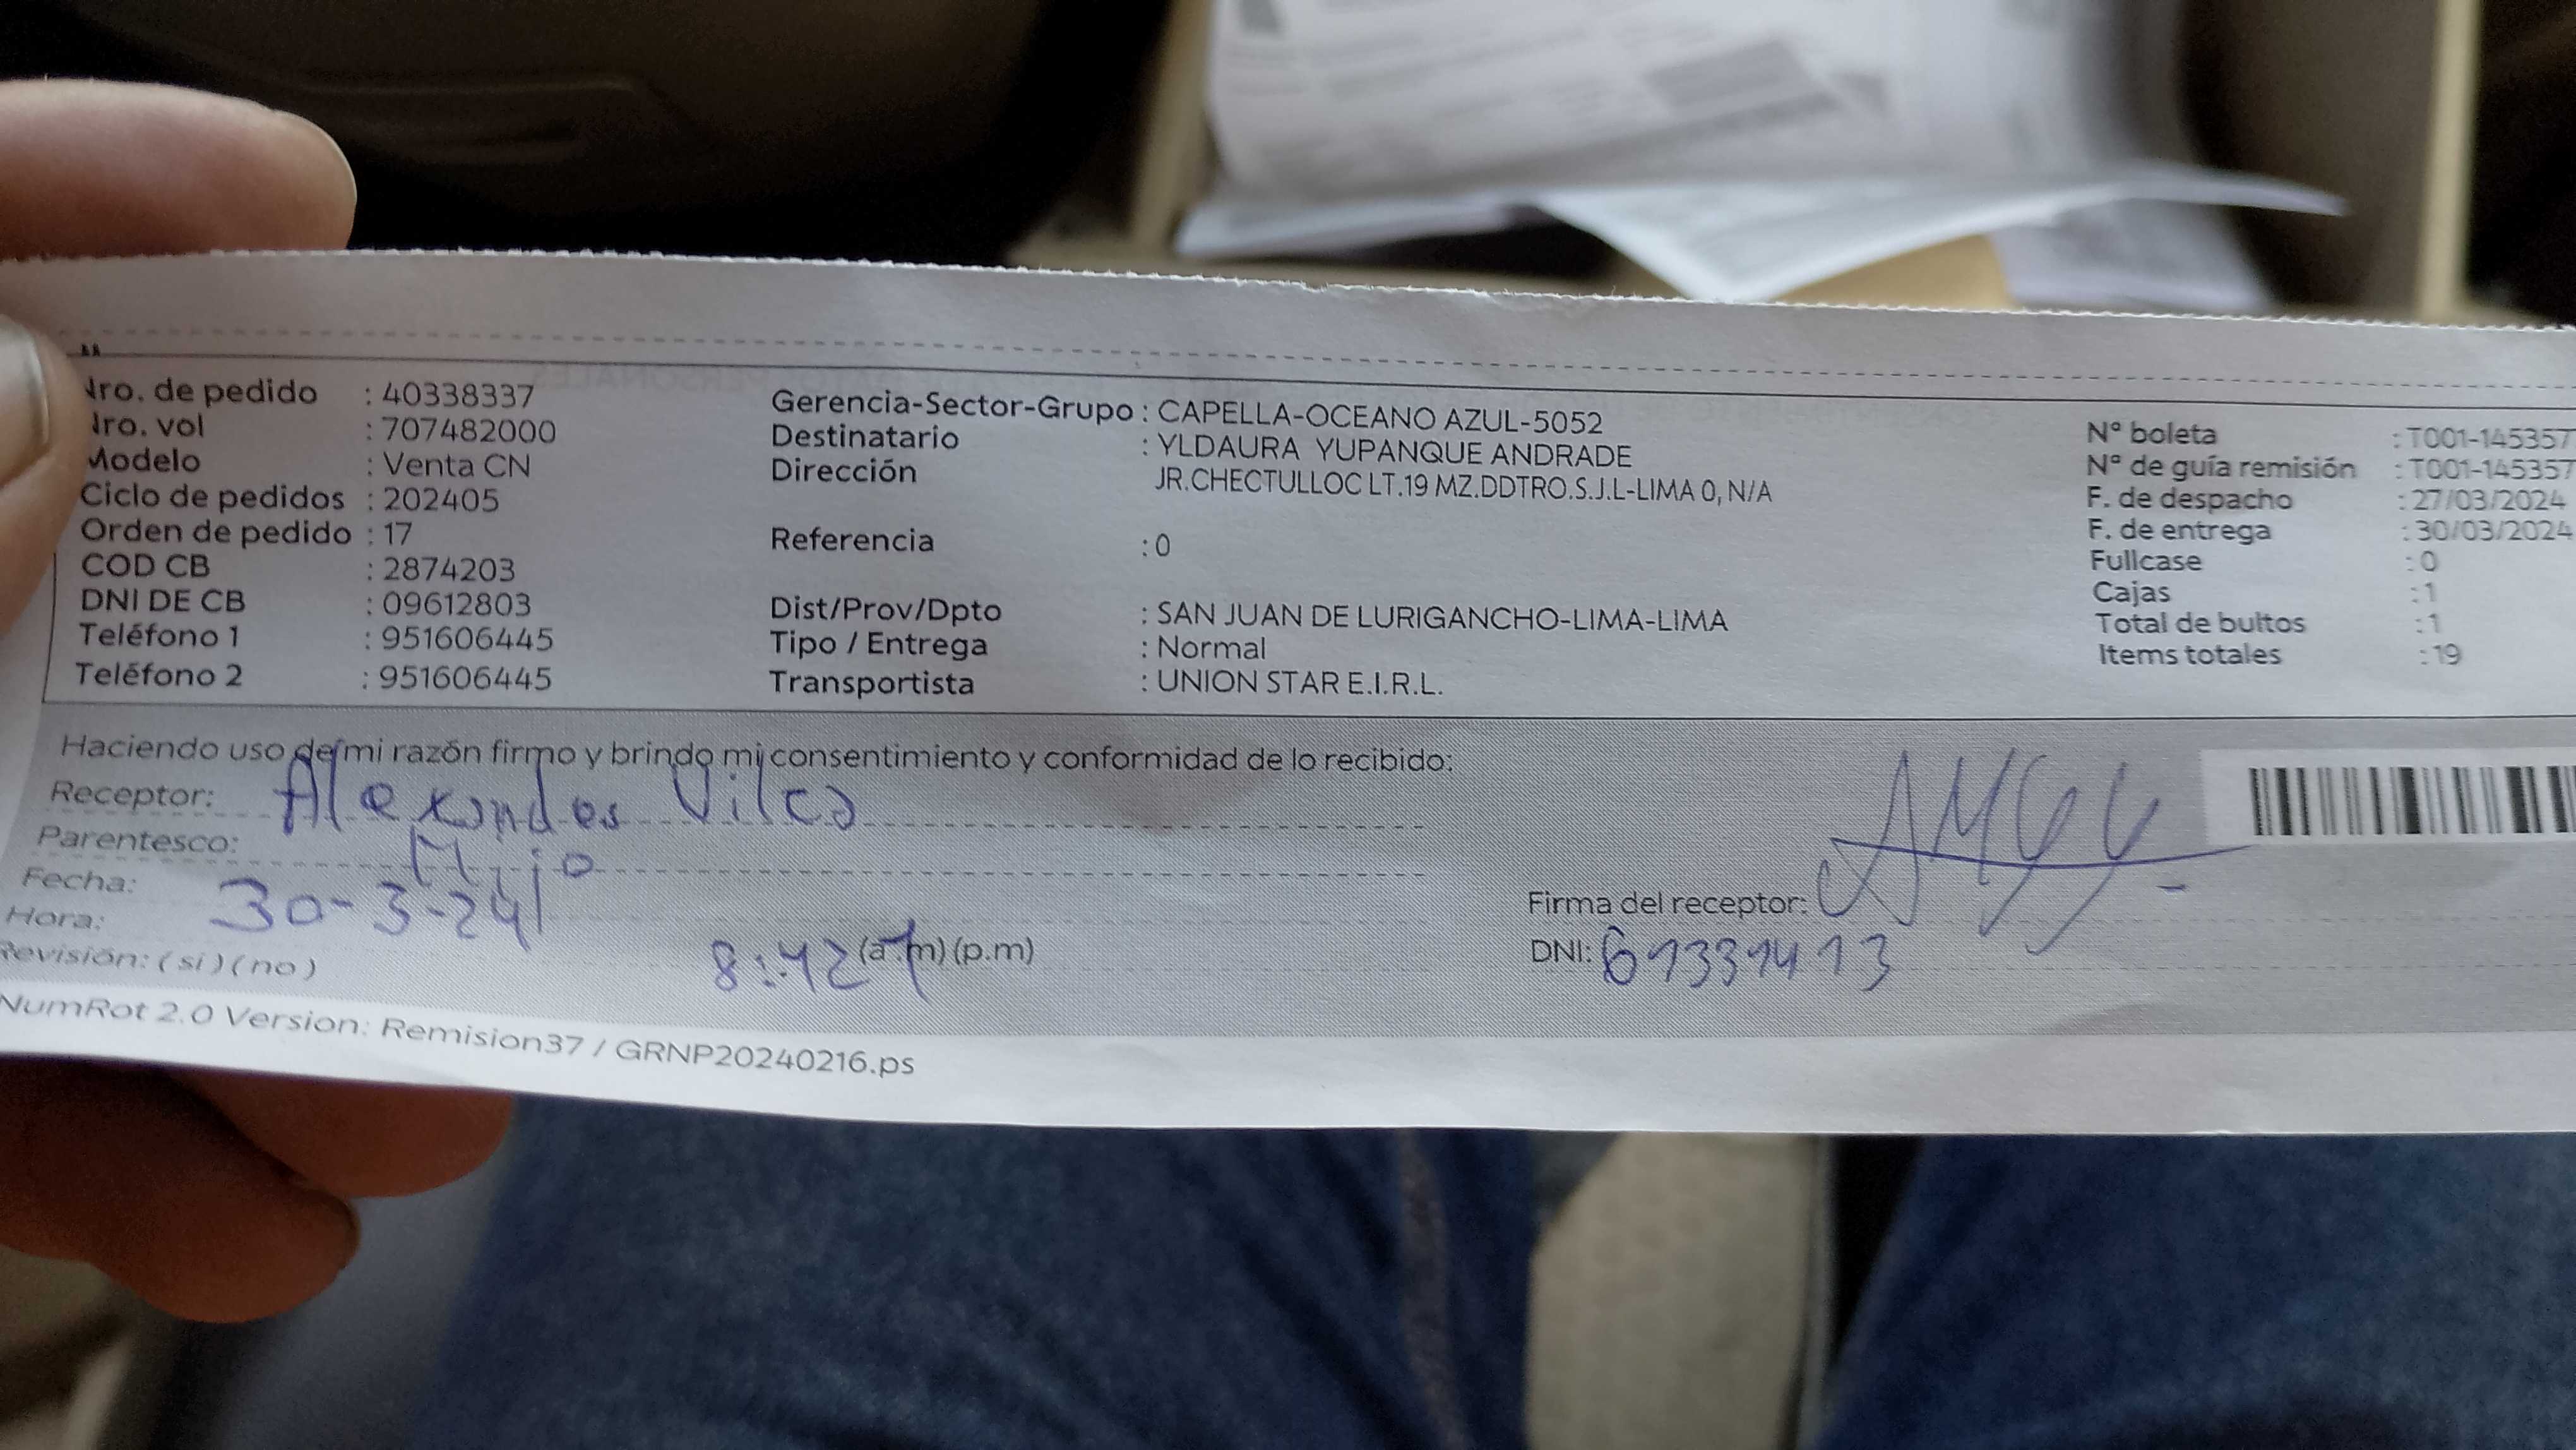 Nro. de pedido : 40338337
Nro. vol : 707482000
Modelo : Venta CN
Ciclo de pedidos : 202405
Orden de pedido : 17
COD CB : 2874203
DNI DE CB : 09612803
Teléfono 1 : 951606445
Teléfono 2 : 951606445
Gerencia-Sector-Grupo : CAPELLA-OCEANO AZUL-5052
Destinatario : YLDAURA YUPANQUE ANDRADE
Dirección JR.CHECTULLOC LT.19 MZ.DDTRO.S.J.L-LIMA 0, N/A
Referencia : 0
Dist/Prov/Dpto : SAN JUAN DE LURIGANCHO-LIMA-LIMA
Tipo / Entrega : Normal
Transportista : UNION STAR E.I.R.L.
N° boleta : T001-145357
N° de guía remisión : T001-145357
F. de despacho : 27/03/2024
F. de entrega : 30/03/2024
Fullcase : 0
Cajas : 1
Total de bultos : 1
Items totales : 19
Haciendo uso de mi razón firmo y brindo mi consentimiento y conformidad de lo recibido:
Receptor: Vilca
Parentesco: Hijo
Fecha: 30-3-24
Hora: 8:42 (a.m) (p.m)
Revisión: (si) (no)
Firma del receptor:
DNI:
NumRot 2.0 Version: Remision37 / GRNP20240216.ps